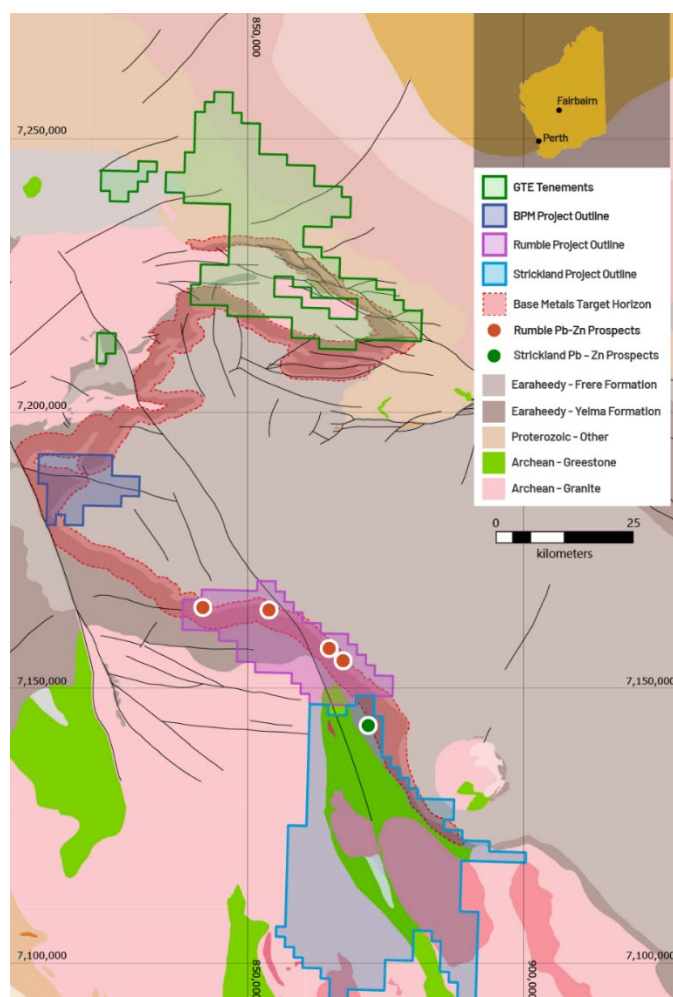 850,000
Fairbairn
Perth
7,250,000
GTE Tenements
BPM Project Outline
Rumble Project Outline
Strickland Project Outline
Base Metals Target Horizon
Rumble Pb-Zn Prospects
Strickland Pb - Zn Prospects
Earaheedy - Frere Formation
Earaheedy - Yelma Formation
Proterozoic - Other
Archean - Greestone
Archean - Granite
7,200,000
0
25
kilometers
7,150,000
7,150,000
7,100,000
7,100,000
850,000
900,000